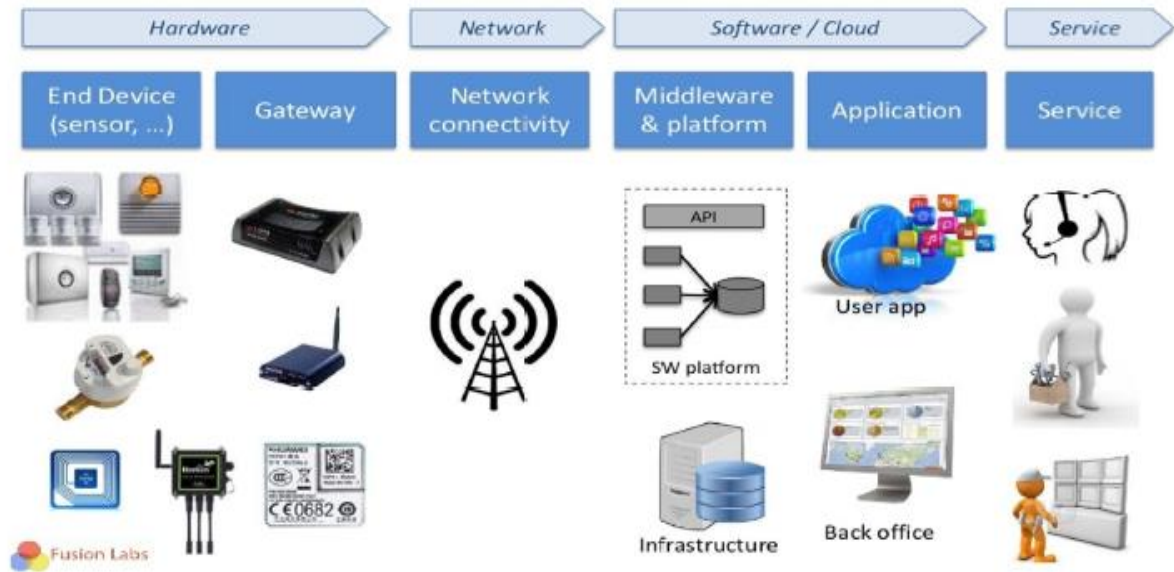 Hardware
Network
Software / Cloud
Service
End Device
(sensor, ...)
Gateway
Network
connectivity
Middleware
& platform
Application
Service
API
SW platform
User app
HUAWEI
CE0682
Infrastructure
Back office
Fusion Labs